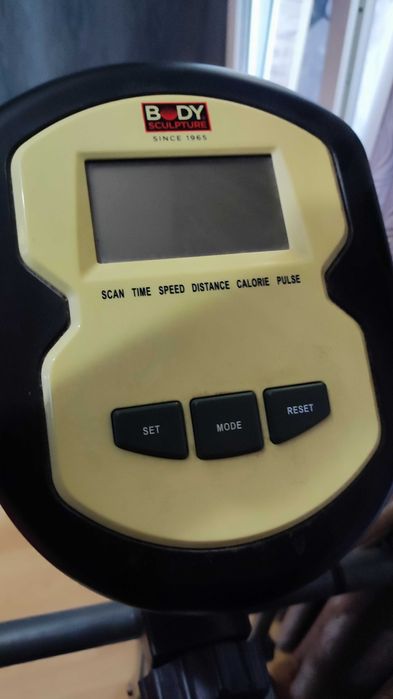 BODY
SCULPTURE
SINCE 1965
SCAN TIME SPEED DISTANCE CALORIE PULSE
SET MODE RESET